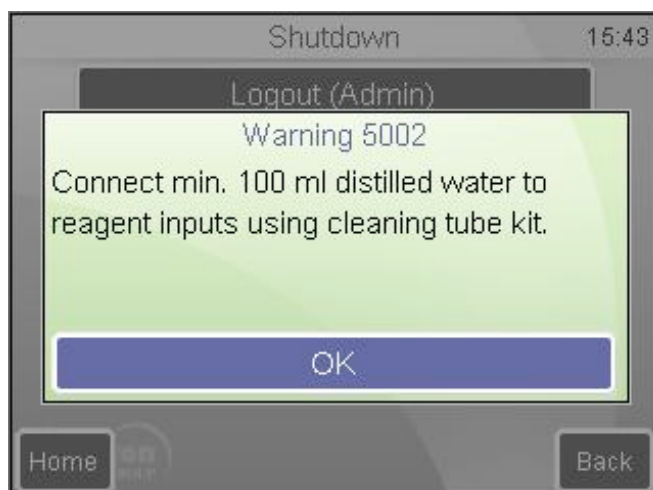 Shutdown 15:43
Logout (Admin)
Warning 5002
Connect min. 100 ml distilled water to
reagent inputs using cleaning tube kit.
OK
Home Back